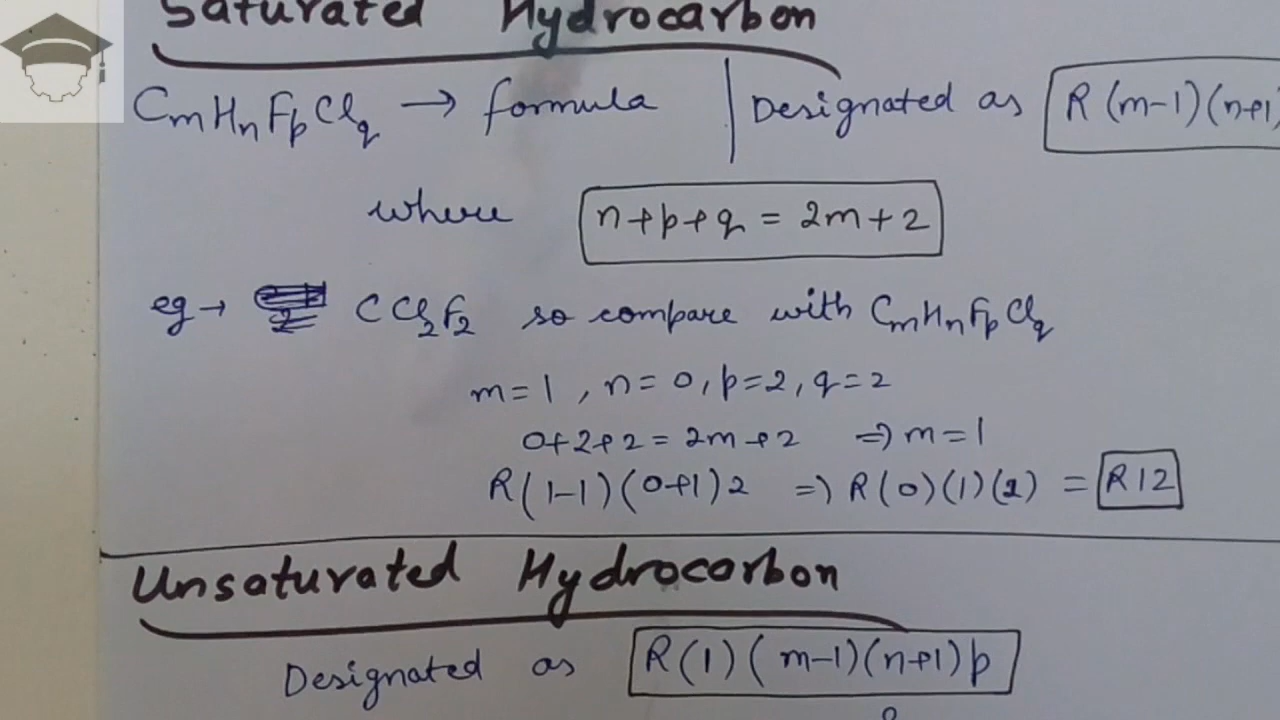 Saturated Hydrocarbon
CmHnFpClq → formula | Designated as R(m-1)(n+1)
where n+p+q = 2m+2
eg → CCl2F2 so compare with CmHnFpClq
m=1, n=0, p=2, q=2
0+2+2 = 2m+2 ⇒ m=1
R(1-1)(0+1)2 ⇒ R(0)(1)(2) = R12
Unsaturated Hydrocarbon
Designated as R(1)(m-1)(n+1)p